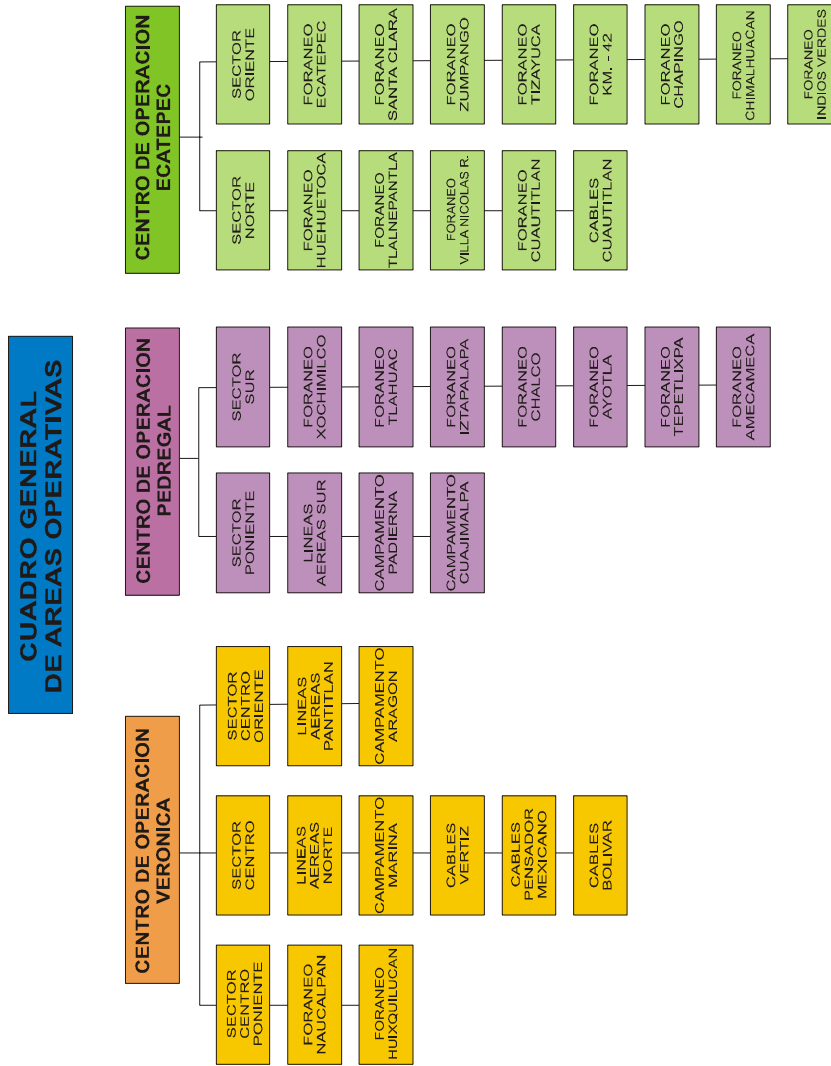 CUADRO GENERAL
DE AREAS OPERATIVAS
CENTRO DE OPERACION
VERONICA
SECTOR
CENTRO
PONIENTE
FORANEO
NAUCALPAN
FORANEO
HUIXQUILUCAN
SECTOR
CENTRO
LINEAS
AEREAS
NORTE
CAMPAMENTO
MARINA
CABLES
VERTIZ
CABLES
PENSADOR
MEXICANO
CABLES
BOLIVAR
SECTOR
CENTRO
ORIENTE
LINEAS
AEREAS
PANTITLAN
CAMPAMENTO
ARAGON
CENTRO DE OPERACION
PEDREGAL
SECTOR
PONIENTE
LINEAS
AEREAS SUR
CAMPAMENTO
PADIERNA
CAMPAMENTO
CUAJIMALPA
SECTOR
SUR
FORANEO
XOCHIMILCO
FORANEO
TLAHUAC
FORANEO
IZTAPALAPA
FORANEO
CHALCO
FORANEO
AYOTLA
FORANEO
TEPETLIXPA
FORANEO
AMECAMECA
CENTRO DE OPERACION
ECATEPEC
SECTOR
NORTE
FORANEO
HUEHUETOCA
FORANEO
TLALNEPANTLA
FORANEO
VILLA NICOLAS R.
FORANEO
CUAUTITLAN
CABLES
CUAUTITLAN
SECTOR
ORIENTE
FORANEO
ECATEPEC
FORANEO
SANTA CLARA
FORANEO
ZUMPANGO
FORANEO
TIZAYUCA
FORANEO
KM. - 42
FORANEO
CHAPINGO
FORANEO
CHIMALHUACAN
FORANEO
INDIOS VERDES